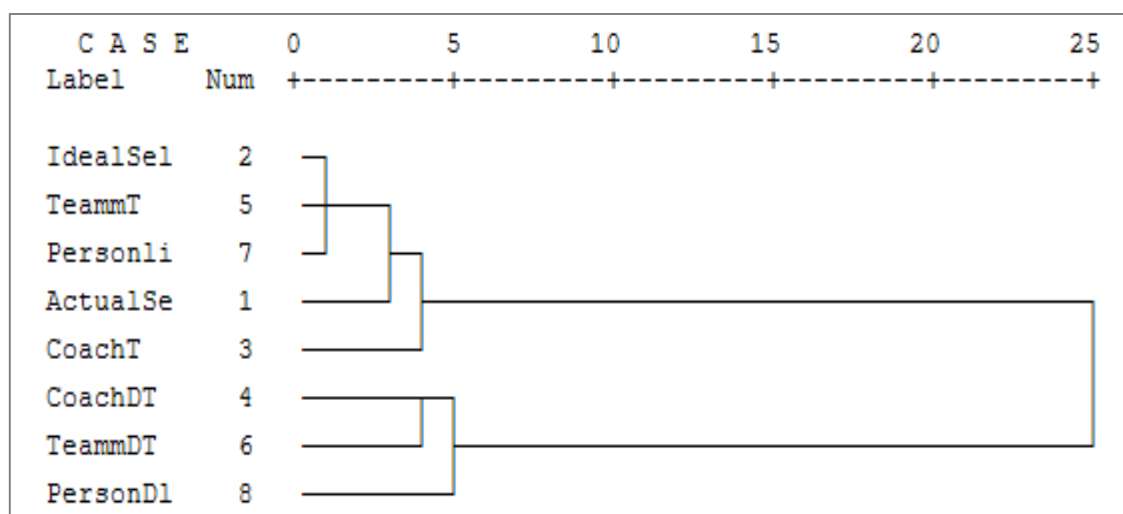 C A S E 0 5 10 15 20 25
Label Num +---------+---------+---------+---------+---------+
IdealSel 2
TeammT 5
Personli 7
ActualSe 1
CoachT 3
CoachDT 4
TeammDT 6
PersonDl 8